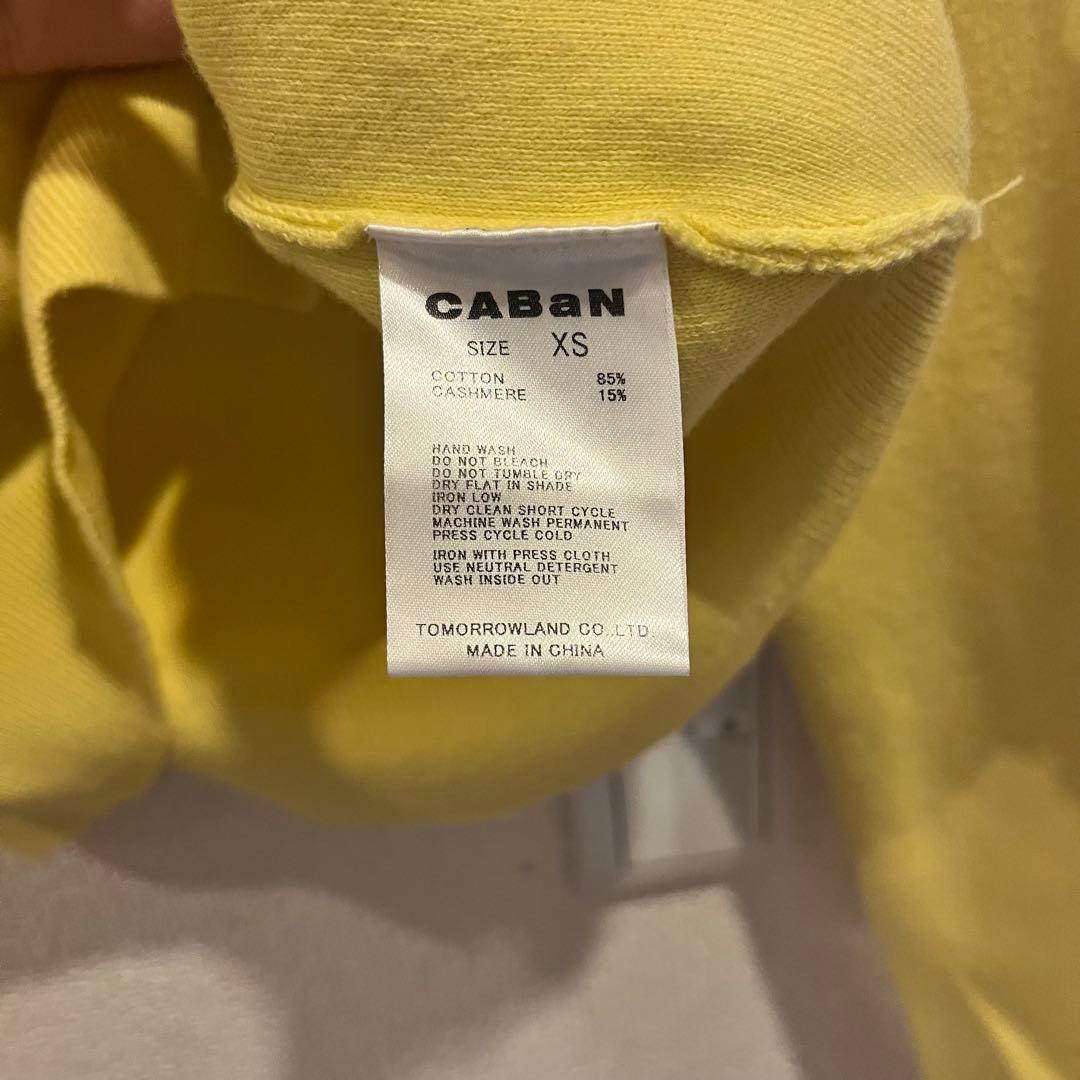 CABaN
SIZE XS
COTTON 85%
CASHMERE 15%
HAND WASH
DO NOT BLEACH
DO NOT TUMBLE DRY
DRY FLAT IN SHADE
IRON LOW
DRY CLEAN SHORT CYCLE
MACHINE WASH PERMANENT
PRESS CYCLE COLD
IRON WITH PRESS CLOTH
USE NEUTRAL DETERGENT
WASH INSIDE OUT
TOMORROWLAND CO.,LTD
MADE IN CHINA